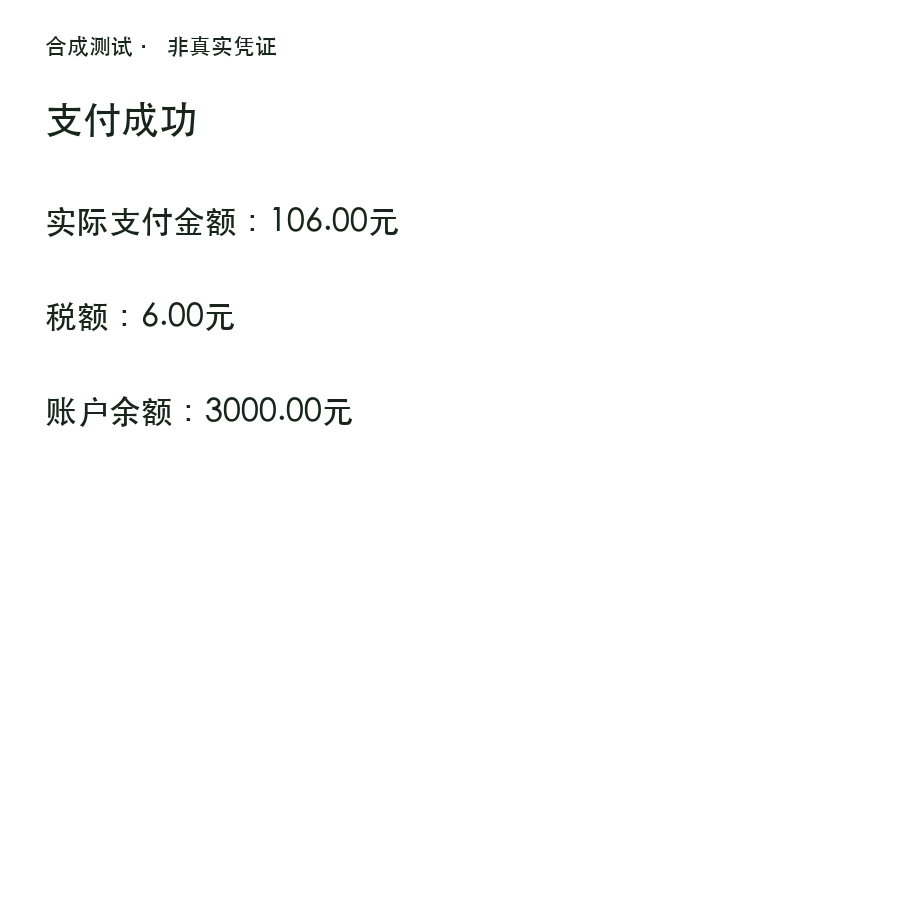 合成测试 · 非真实凭证
支付成功
实际支付金额：106.00元
税额：6.00元
账户余额：3000.00元